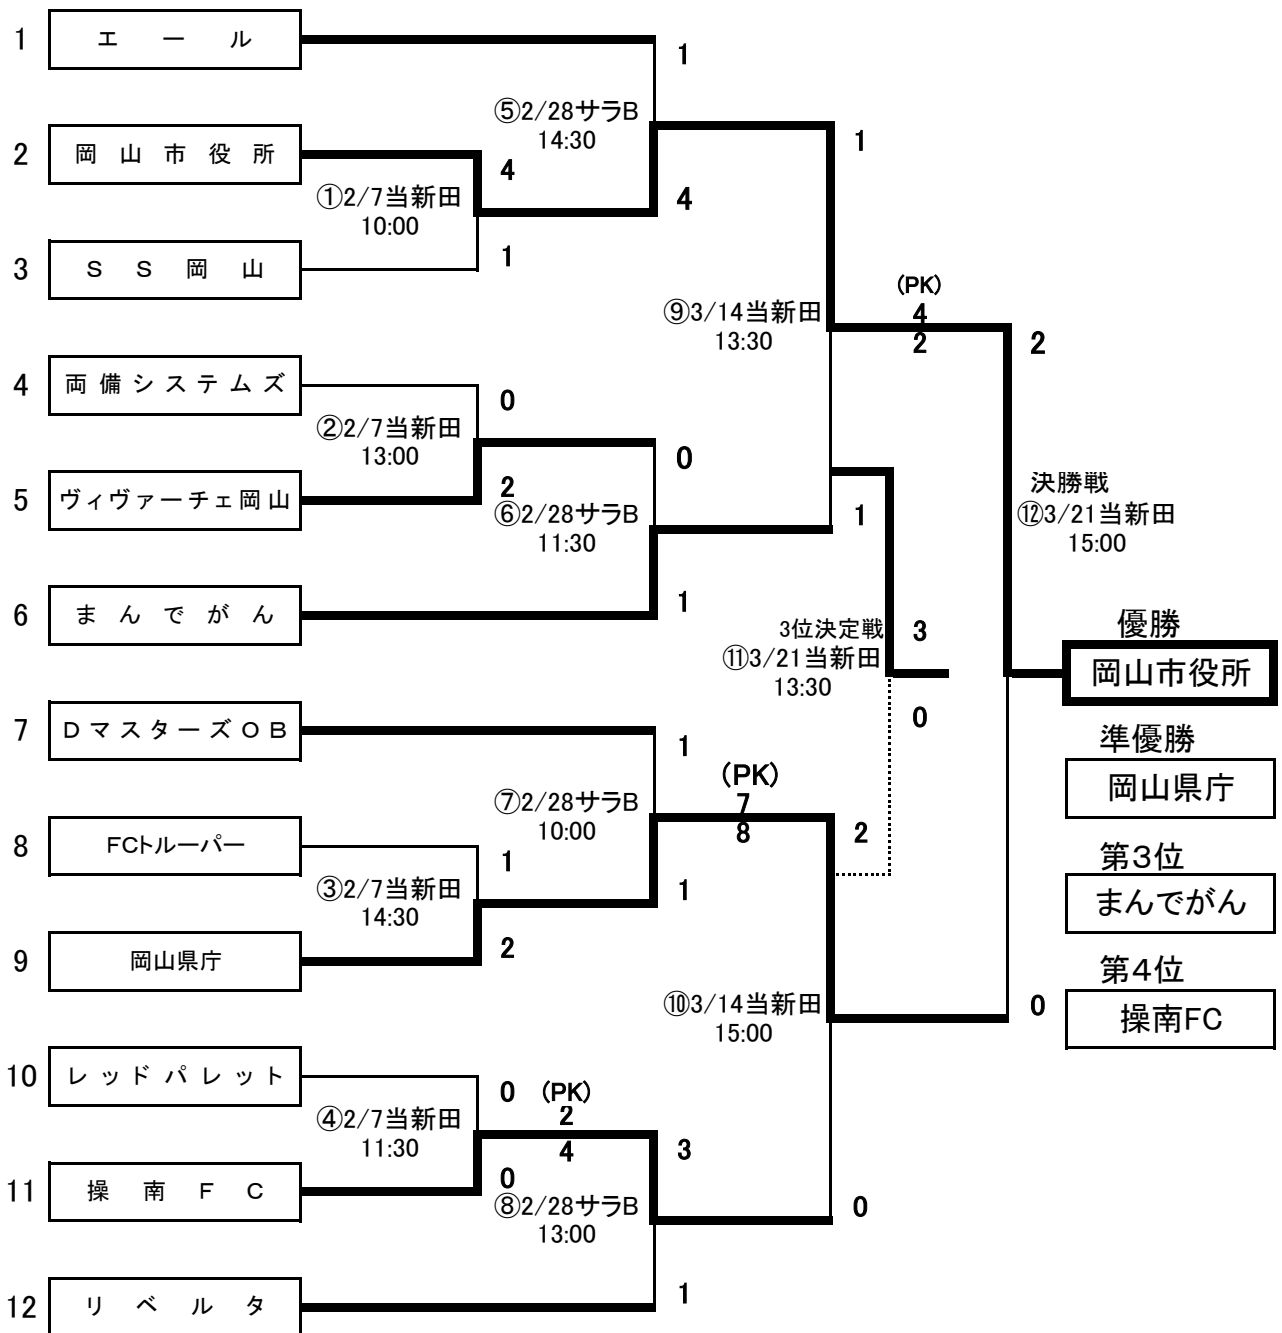 1 エール
1
⑤2/28サラB
14:30
1
2 岡山市役所
4
①2/7当新田
10:00
4
1
3 SS岡山
(PK)
4
2
⑨3/14当新田
13:30
2
4 両備システムズ
0
②2/7当新田
13:00
0
5 ヴィヴァーチェ岡山
2
⑥2/28サラB
11:30
1
決勝戦
⑫3/21当新田
15:00
6 まんでがん
1
3位決定戦
⑪3/21当新田
13:30
3
0
優勝
岡山市役所
7 DマスターズOB
1
(PK)
7
8
準優勝
岡山県庁
⑦2/28サラB
10:00
2
8 FCトルーパー
1
③2/7当新田
14:30
1
第3位
まんでがん
9 岡山県庁
2
⑩3/14当新田
15:00
0
第4位
操南FC
10 レッドパレット
0
(PK)
2
4
④2/7当新田
11:30
3
11 操南FC
0
⑧2/28サラB
13:00
0
12 リベルタ
1